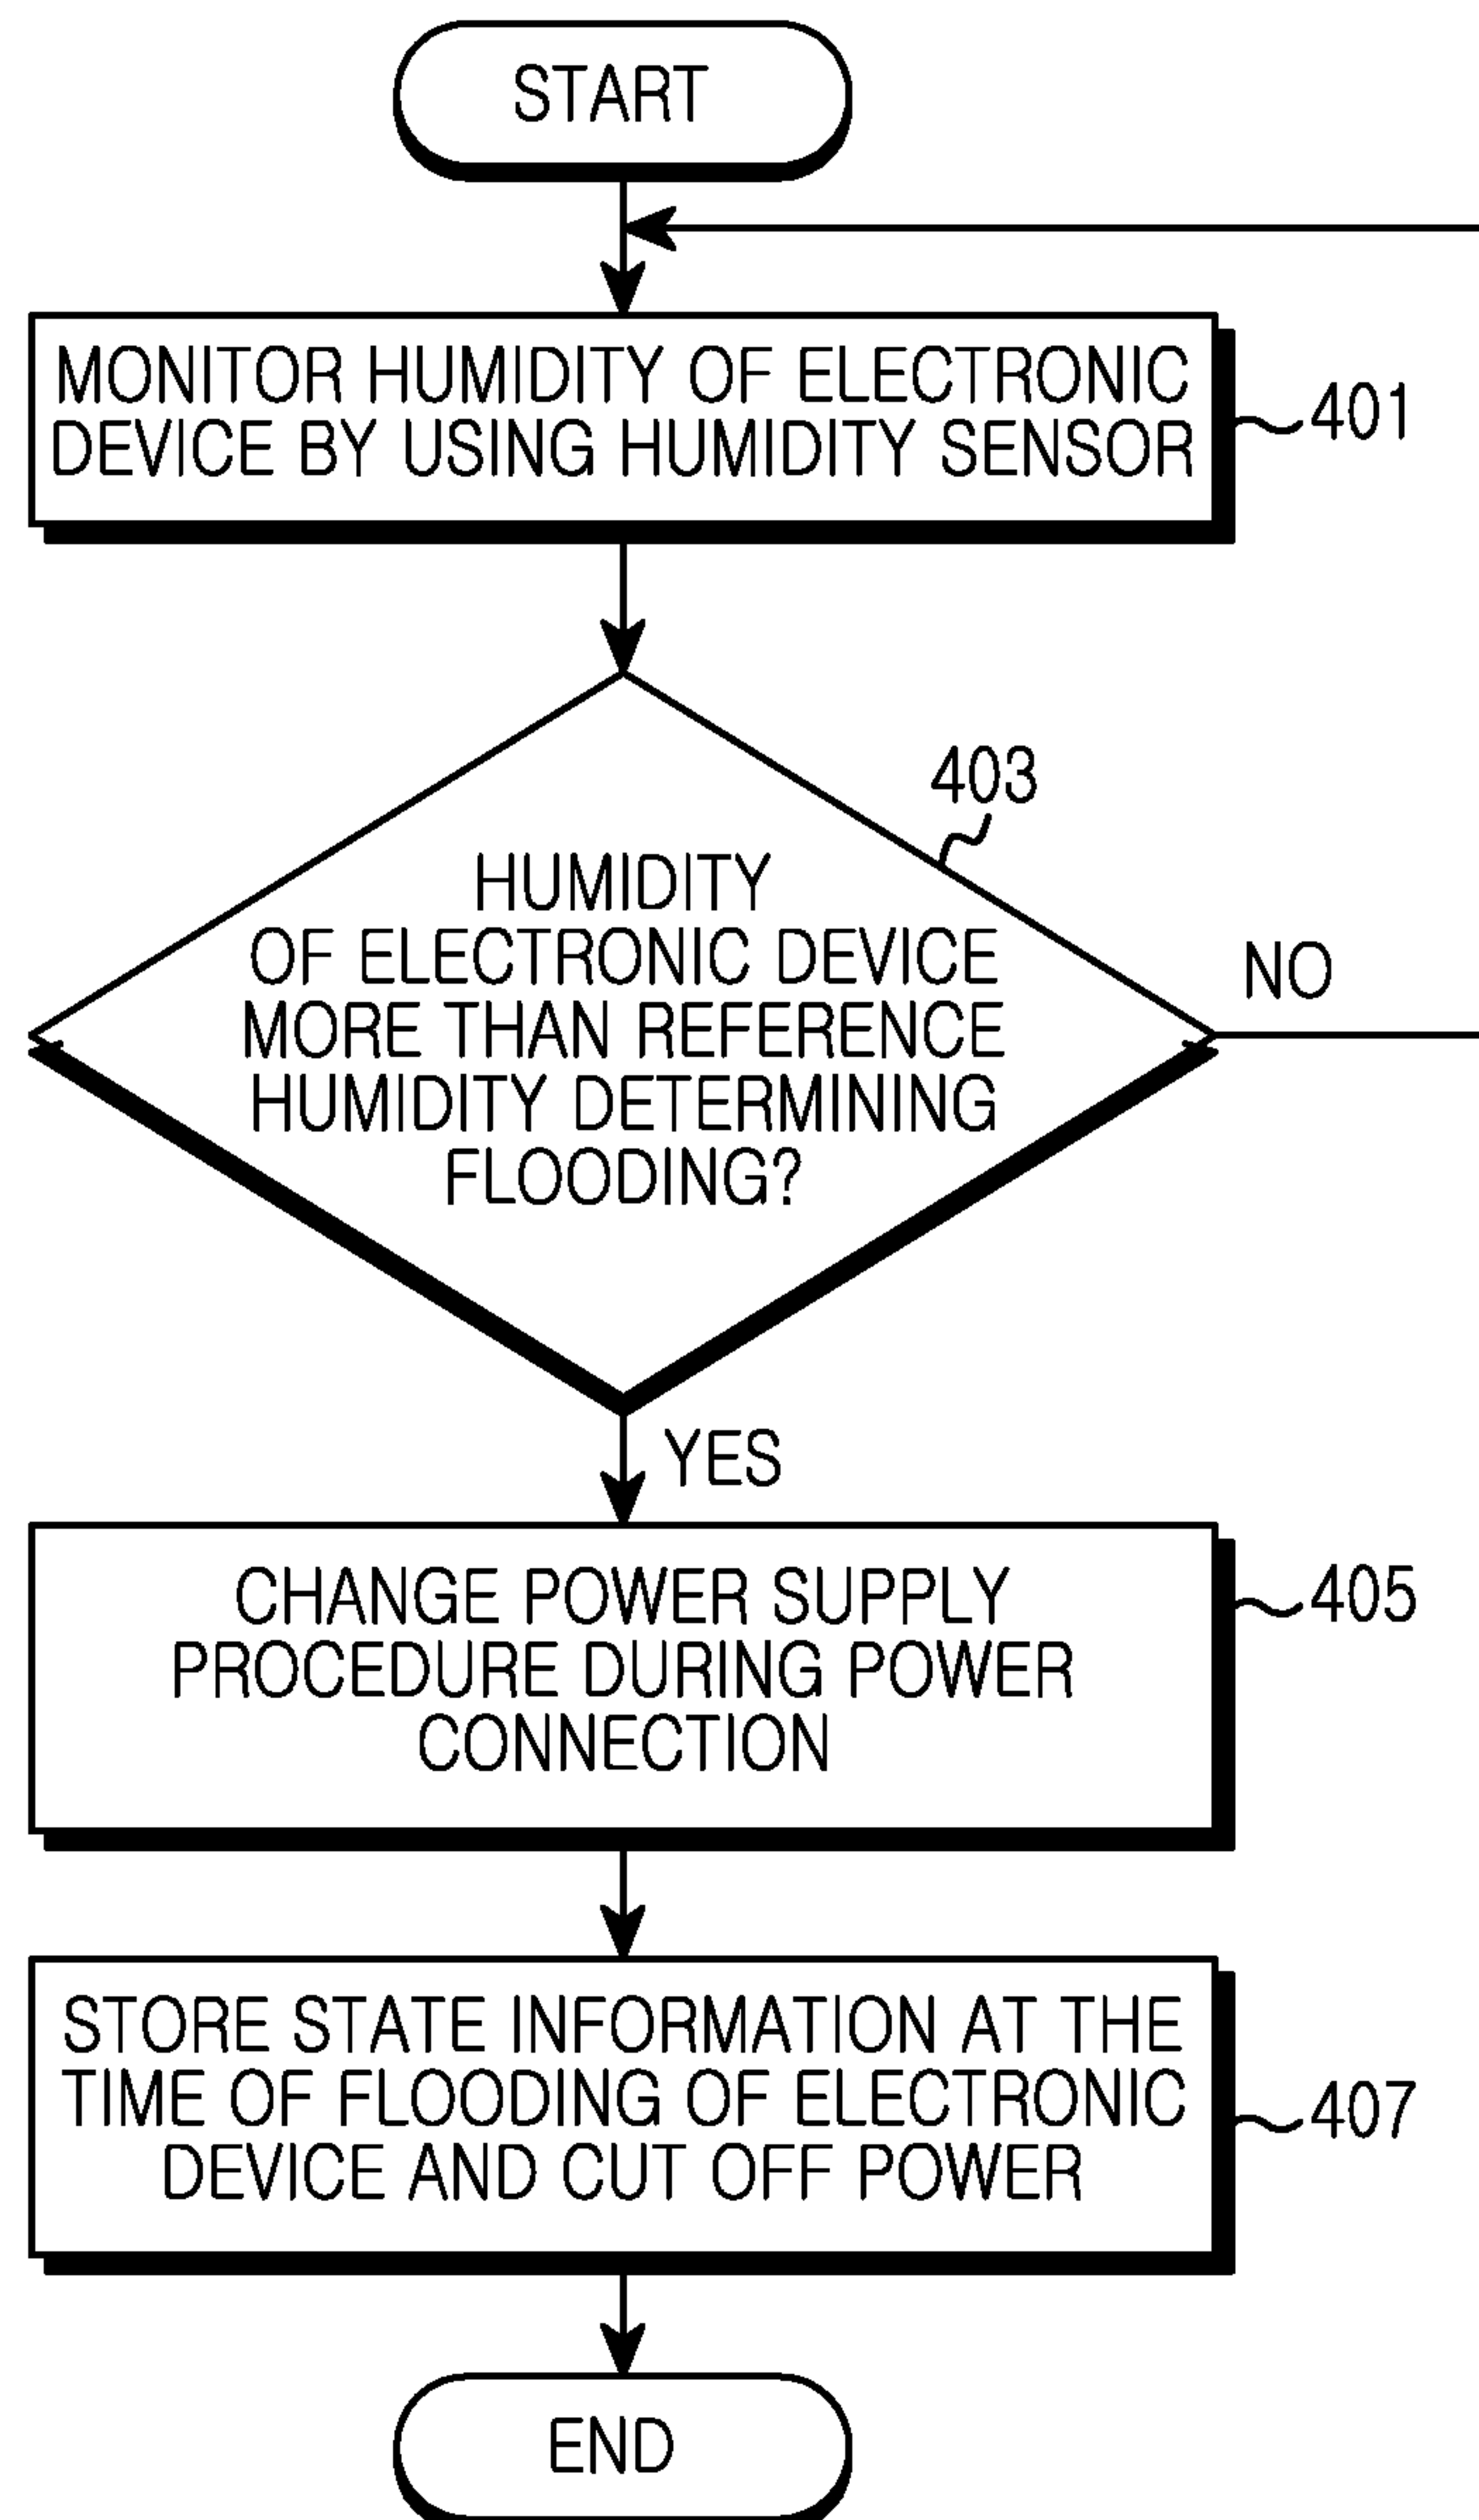 START
MONITOR HUMIDITY OF ELECTRONIC
DEVICE BY USING HUMIDITY SENSOR
401
403
HUMIDITY
OF ELECTRONIC DEVICE
MORE THAN REFERENCE
HUMIDITY DETERMINING
FLOODING?
NO
YES
CHANGE POWER SUPPLY
PROCEDURE DURING POWER
CONNECTION
405
STORE STATE INFORMATION AT THE
TIME OF FLOODING OF ELECTRONIC
DEVICE AND CUT OFF POWER
407
END